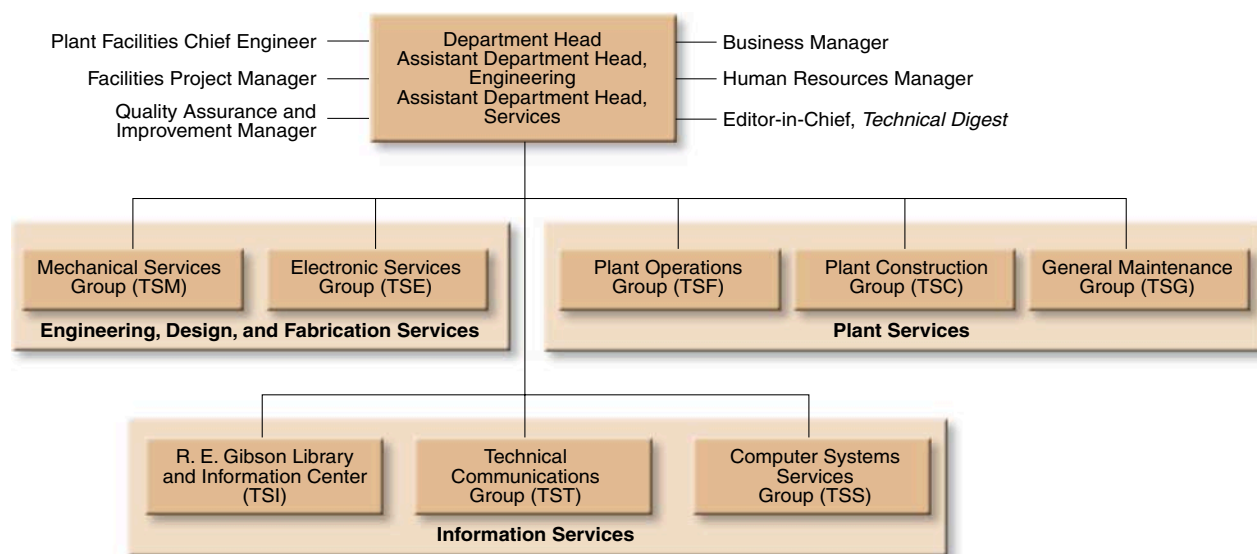 Plant Facilities Chief Engineer
Facilities Project Manager
Quality Assurance and
Improvement Manager
Department Head
Assistant Department Head,
Engineering
Assistant Department Head,
Services
Business Manager
Human Resources Manager
Editor-in-Chief, Technical Digest
Mechanical Services
Group (TSM)
Electronic Services
Group (TSE)
Engineering, Design, and Fabrication Services
Plant Operations
Group (TSF)
Plant Construction
Group (TSC)
General Maintenance
Group (TSG)
Plant Services
R. E. Gibson Library
and Information Center
(TSI)
Technical
Communications
Group (TST)
Computer Systems
Services
Group (TSS)
Information Services